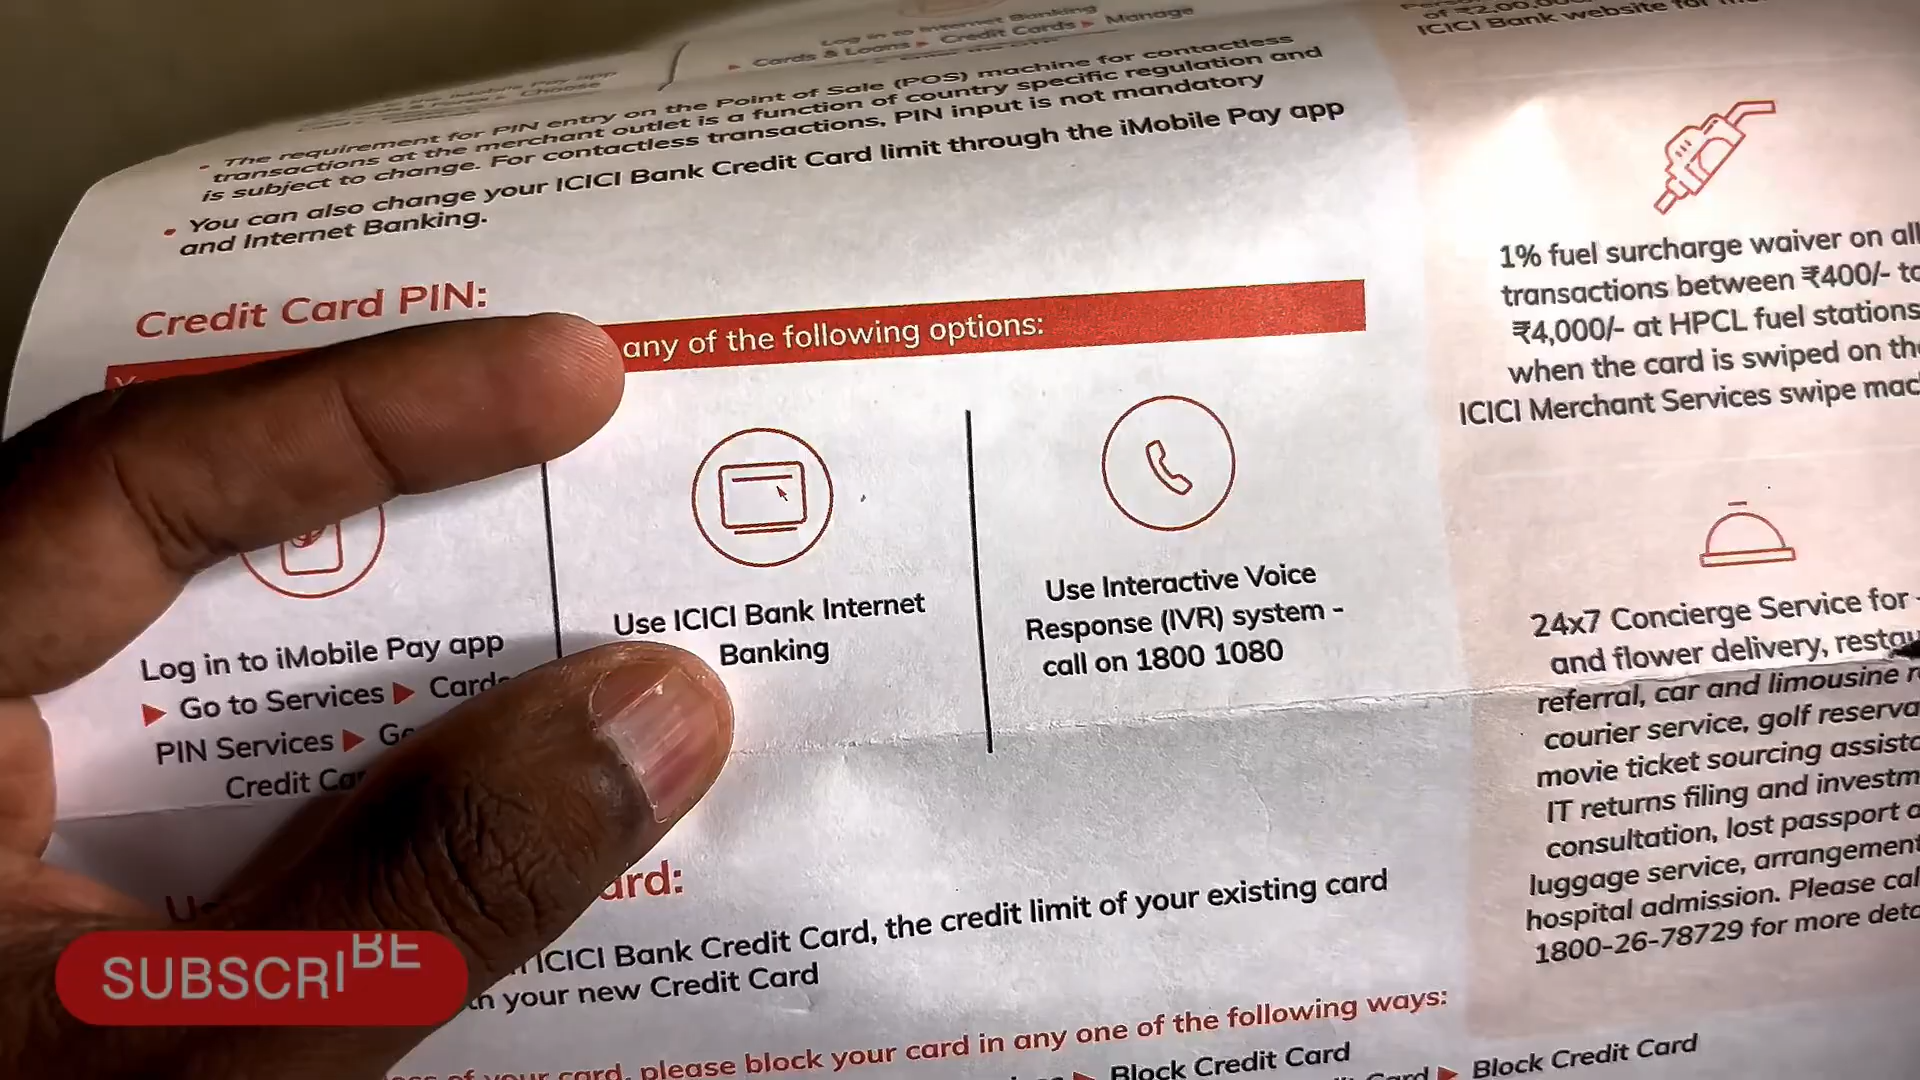 Log in to Internet Banking
▸ Cards & Loans ▸ Credit Cards ▸ Manage
• The requirement for PIN entry on the Point of Sale (POS) machine for contactless
transactions at the merchant outlet is a function of country specific regulation and
is subject to change. For contactless transactions, PIN input is not mandatory
• You can also change your ICICI Bank Credit Card limit through the iMobile Pay app
and Internet Banking.
Credit Card PIN:
any of the following options:
Log in to iMobile Pay app
▶ Go to Services ▶ Cards
PIN Services ▶
Credit
Use ICICI Bank Internet
Banking
Use Interactive Voice
Response (IVR) system -
call on 1800 1080
ICICI Bank Credit Card, the credit limit of your existing card
your new Credit Card
of your card, please block your card in any one of the following ways:
▸ Block Credit Card
Card ▸ Block Credit Card
ICICI Bank website for
1% fuel surcharge waiver on all
transactions between ₹400/- to
₹4,000/- at HPCL fuel stations
when the card is swiped on the
ICICI Merchant Services swipe
24x7 Concierge Service for
and flower delivery,
referral, car and limousine
courier service, golf
movie ticket sourcing
IT returns filing and
consultation, lost passport
luggage service,
hospital admission. Please call
1800-26-78729 for more
SUBSCRIBE